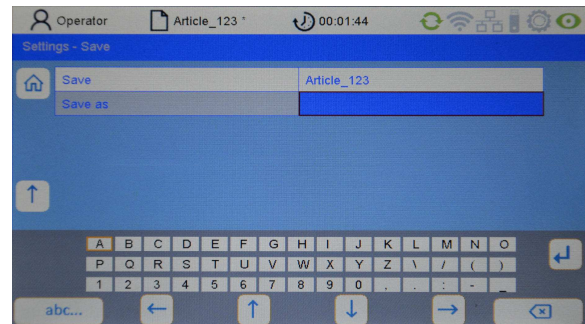 Operator Article_123 * 00:01:44
Settings - Save
Save Article_123
Save as
A B C D E F G H I J K L M N O
P Q R S T U V W X Y Z \ / ( )
1 2 3 4 5 6 7 8 9 0 . , : - _
abc...